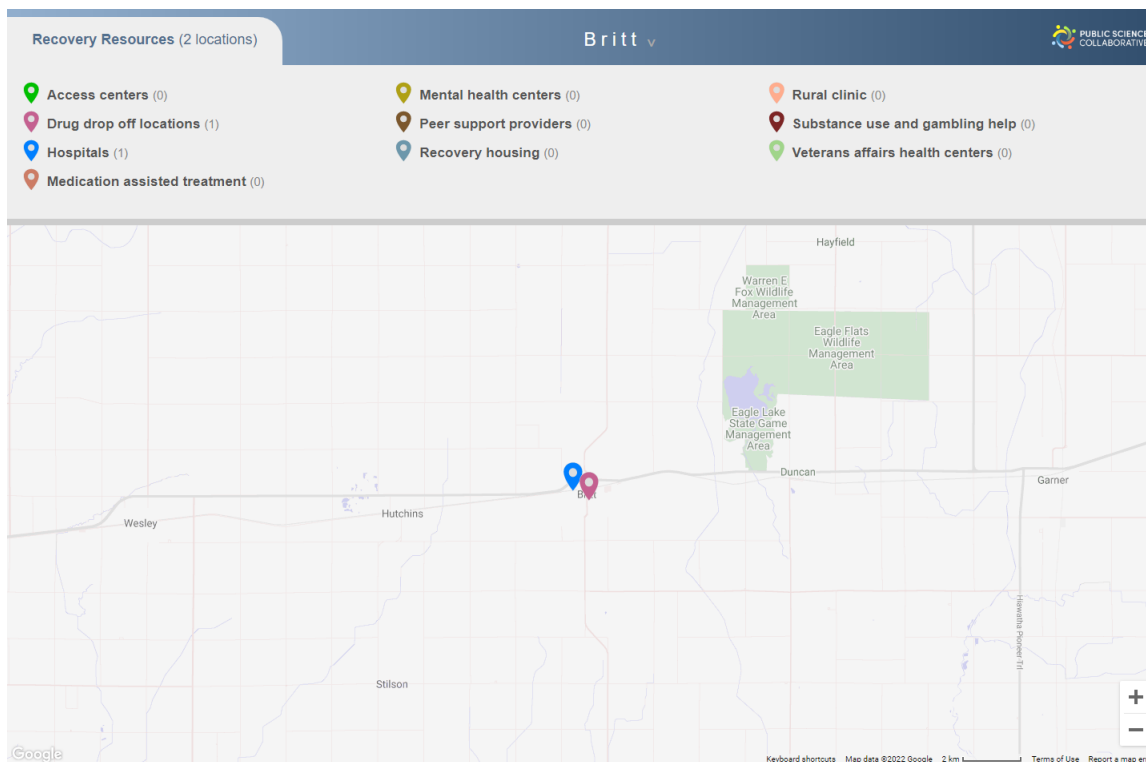 Recovery Resources (2 locations)
Britt v
PUBLIC SCIENCE
COLLABORATIVE
Access centers (0)
Mental health centers (0)
Rural clinic (0)
Drug drop off locations (1)
Peer support providers (0)
Substance use and gambling help (0)
Hospitals (1)
Recovery housing (0)
Veterans affairs health centers (0)
Medication assisted treatment (0)
Hayfield
Warren E
Fox Wildlife
Management
Area
Eagle Flats
Wildlife
Management
Area
Eagle Lake
State Game
Management
Area
Duncan
Garner
Britt
Hutchins
Wesley
Hiawatha Pioneer Trl
Stilson
+
−
Google
Keyboard shortcuts Map data ©2022 Google 2 km Terms of Use Report a map er